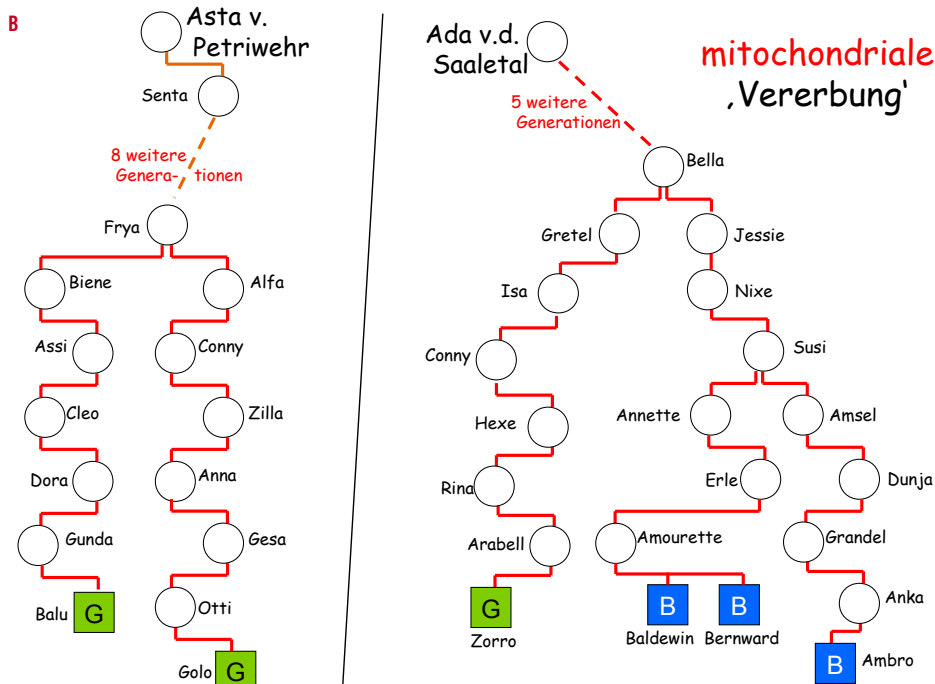 B
Asta v.
Petriwehr
Senta
8 weitere
Genera- tionen
Frya
Biene
Alfa
Assi
Conny
Cleo
Zilla
Dora
Anna
Gunda
Gesa
Balu
G
Otti
Golo
G
Ada v.d.
Saaletal
mitochondriale
‚Vererbung‘
5 weitere
Generationen
Bella
Gretel
Jessie
Isa
Nixe
Conny
Susi
Hexe
Annette
Amsel
Rina
Erle
Dunja
Arabell
Amourette
Grandel
G
Zorro
B
B
Baldewin
Bernward
Anka
B
Ambro